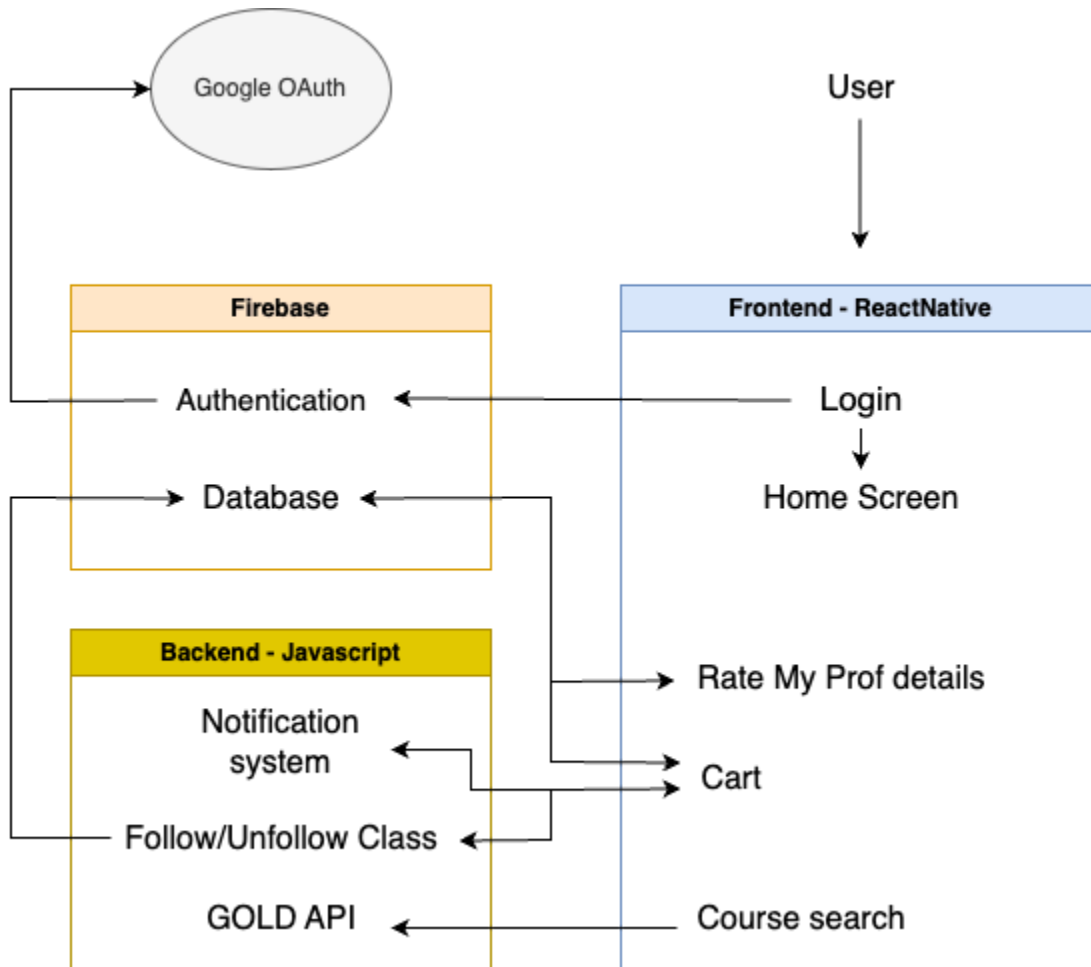 Google OAuth
User
Firebase
Frontend - ReactNative
Authentication
Login
Database
Home Screen
Backend - Javascript
Rate My Prof details
Notification
system
Cart
Follow/Unfollow Class
GOLD API
Course search